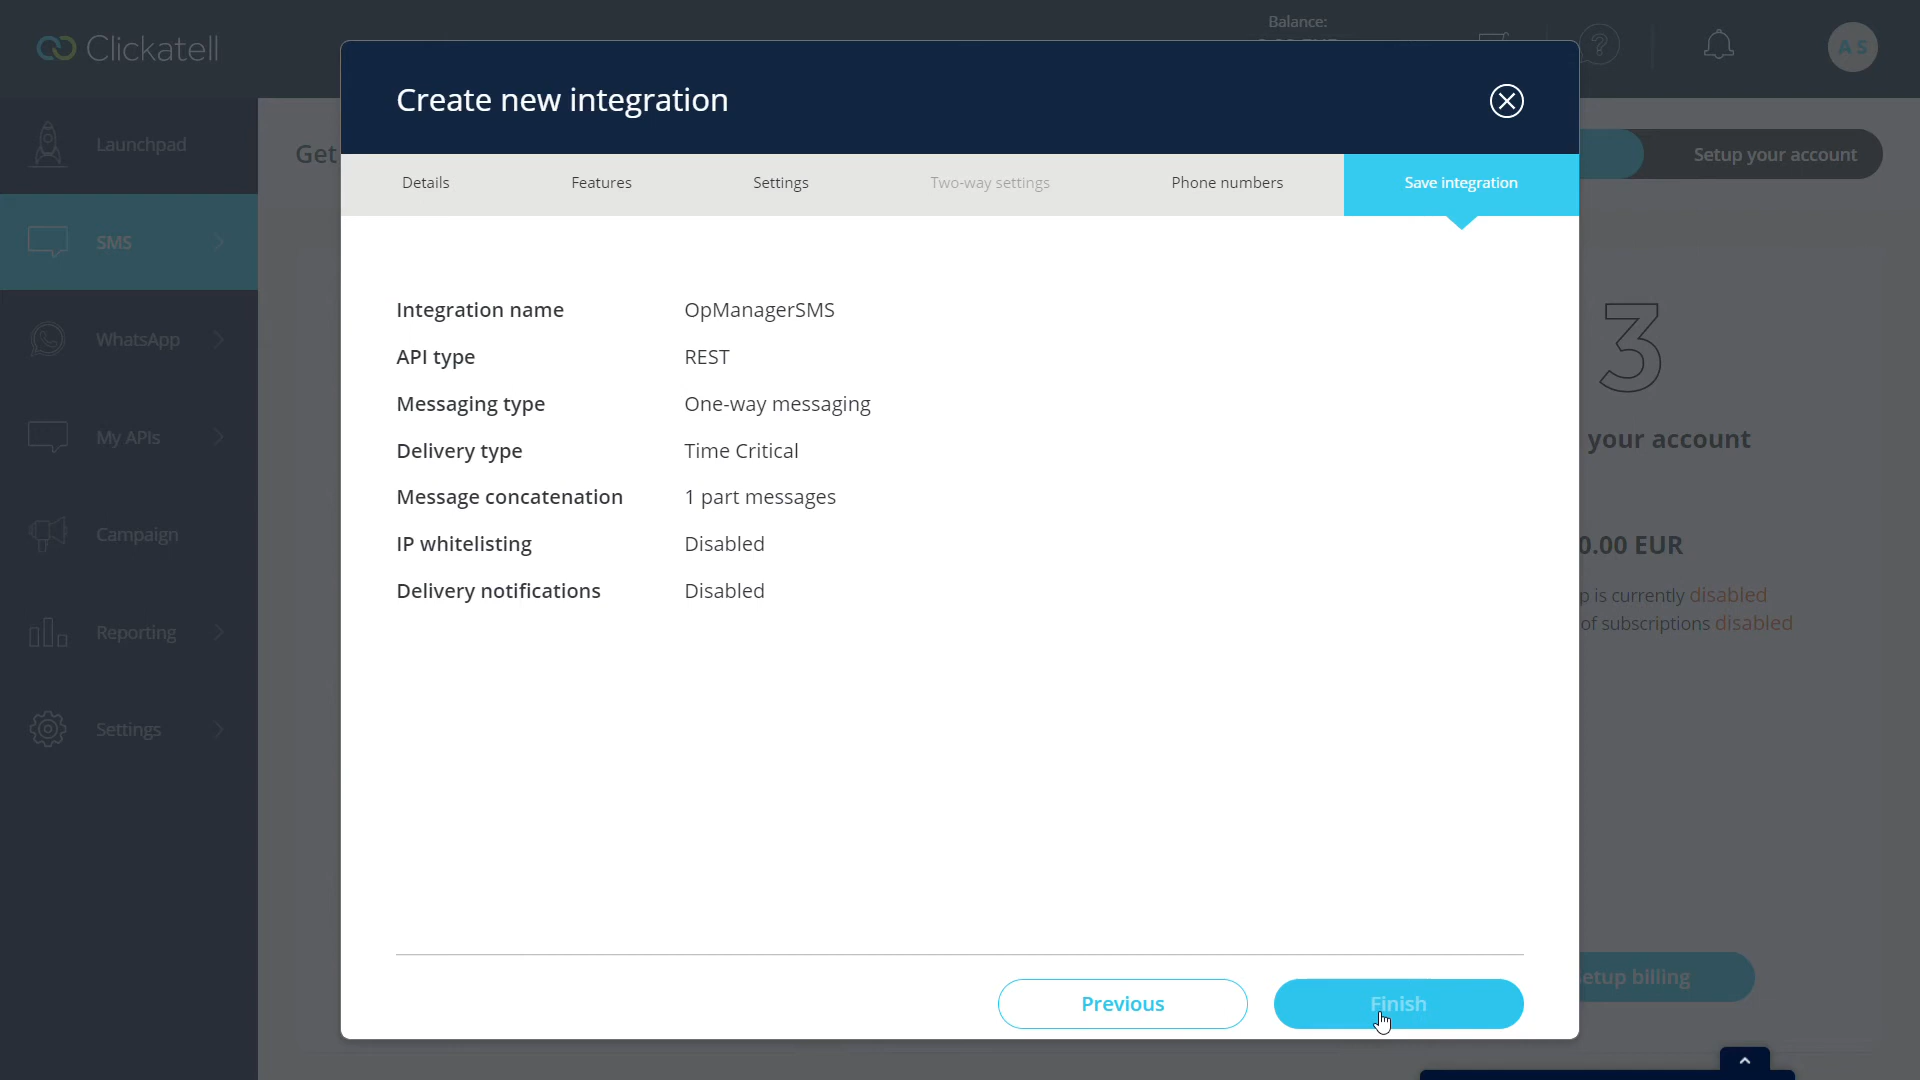 Clickatell
Balance:
A S
Create new integration
Launchpad
Get
Setup your account
Details
Features
Settings
Two-way settings
Phone numbers
Save integration
SMS
Integration name
OpManagerSMS
WhatsApp
API type
REST
3
Messaging type
One-way messaging
My APIs
your account
Delivery type
Time Critical
Message concatenation
1 part messages
Campaign
IP whitelisting
Disabled
0.00 EUR
Delivery notifications
Disabled
p is currently disabled
of subscriptions disabled
Reporting
Settings
etup billing
Previous
Finish